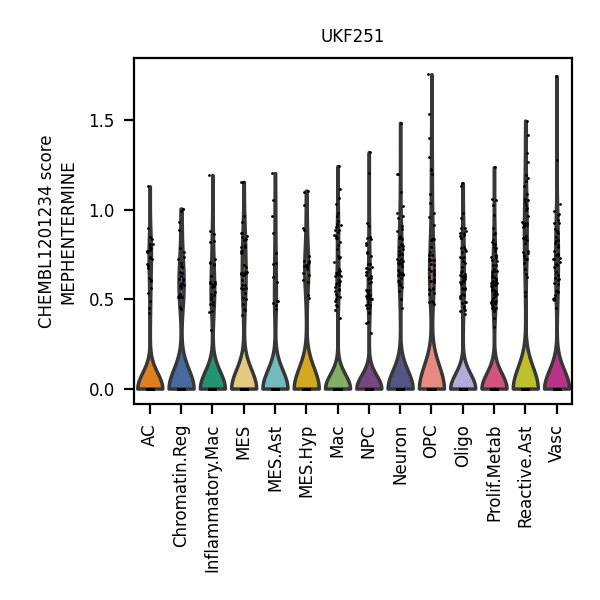 UKF251
CHEMBL1201234 score
MEPHENTERMINE
1.5
1.0
0.5
0.0
AC
Chromatin.Reg
Inflammatory.Mac
MES
MES.Ast
MES.Hyp
Mac
NPC
Neuron
OPC
Oligo
Prolif.Metab
Reactive.Ast
Vasc